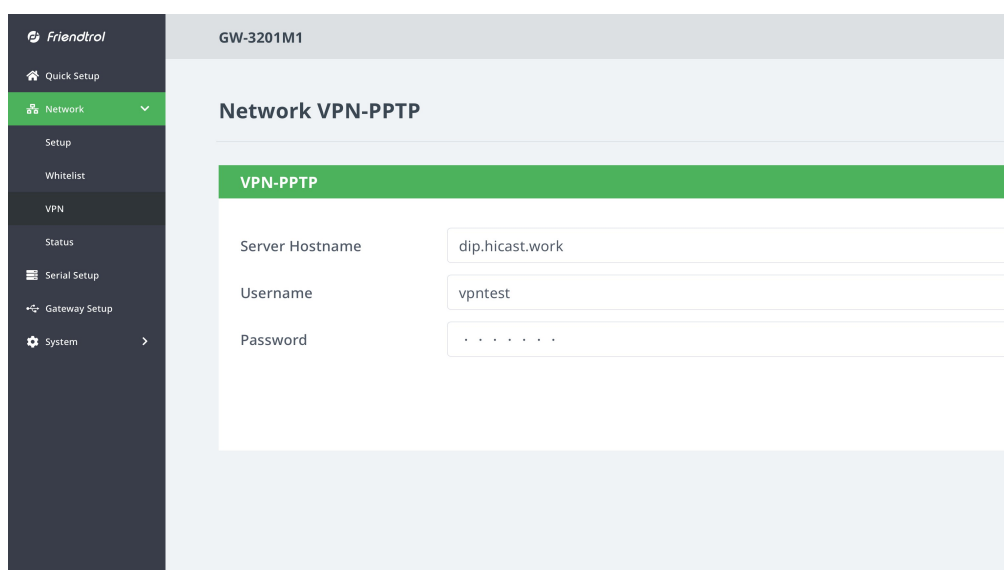 Friendtrol
GW-3201M1
Quick Setup
Network
Setup
Whitelist
VPN
Status
Serial Setup
Gateway Setup
System
Network VPN-PPTP
VPN-PPTP
Server Hostname
dip.hicast.work
Username
vpntest
Password
· · · · · · ·